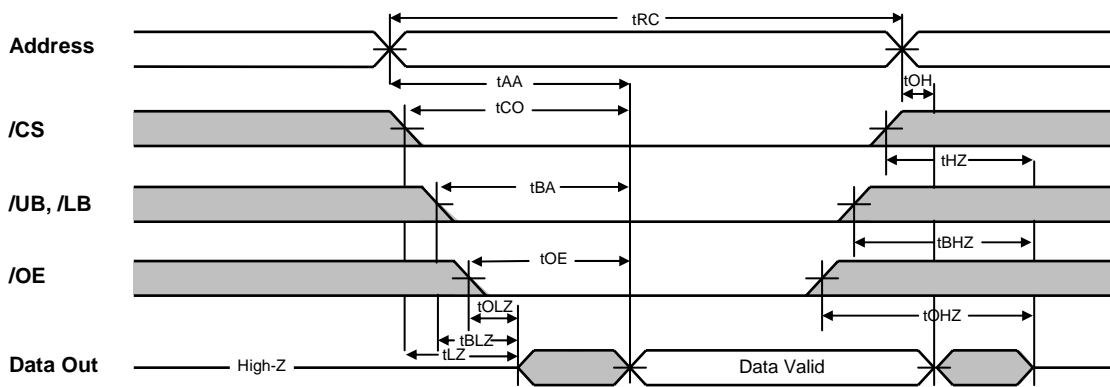 tRC
Address
tAA
tOH
tCO
/CS
tHZ
tBA
/UB, /LB
tBHZ
tOE
/OE
tOLZ
tOHZ
tBLZ
tLZ
Data Out
High-Z
Data Valid